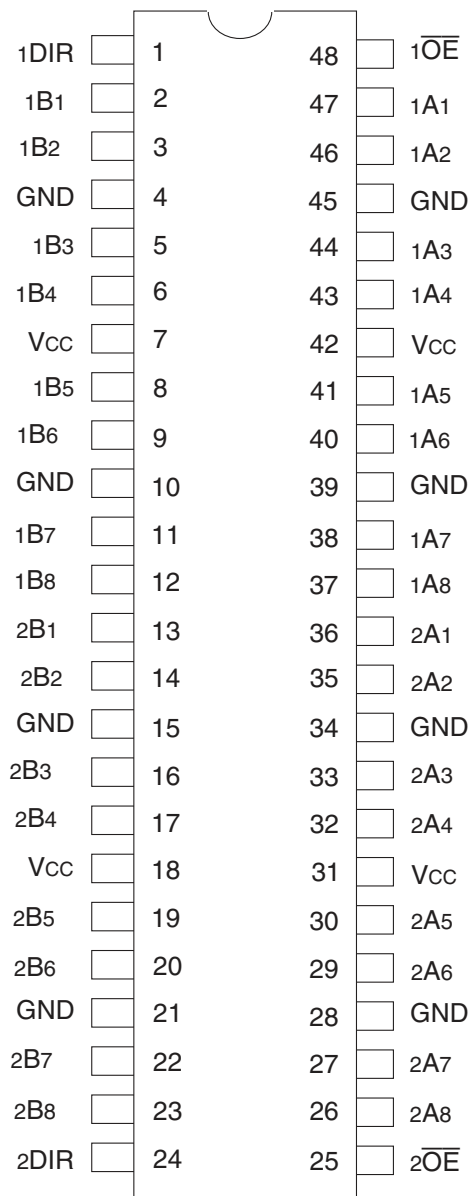 1DIR 1 48 1O̅E̅
1B1 2 47 1A1
1B2 3 46 1A2
GND 4 45 GND
1B3 5 44 1A3
1B4 6 43 1A4
VCC 7 42 VCC
1B5 8 41 1A5
1B6 9 40 1A6
GND 10 39 GND
1B7 11 38 1A7
1B8 12 37 1A8
2B1 13 36 2A1
2B2 14 35 2A2
GND 15 34 GND
2B3 16 33 2A3
2B4 17 32 2A4
VCC 18 31 VCC
2B5 19 30 2A5
2B6 20 29 2A6
GND 21 28 GND
2B7 22 27 2A7
2B8 23 26 2A8
2DIR 24 25 2O̅E̅